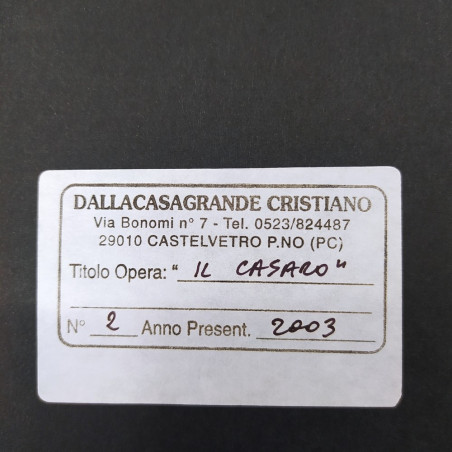 DALLACASAGRANDE CRISTIANO
Via Bonomi n° 7 - Tel. 0523/824487
29010 CASTELVETRO P.NO (PC)
Titolo Opera: " IL CASARO"
N° 2 Anno Present. 2003